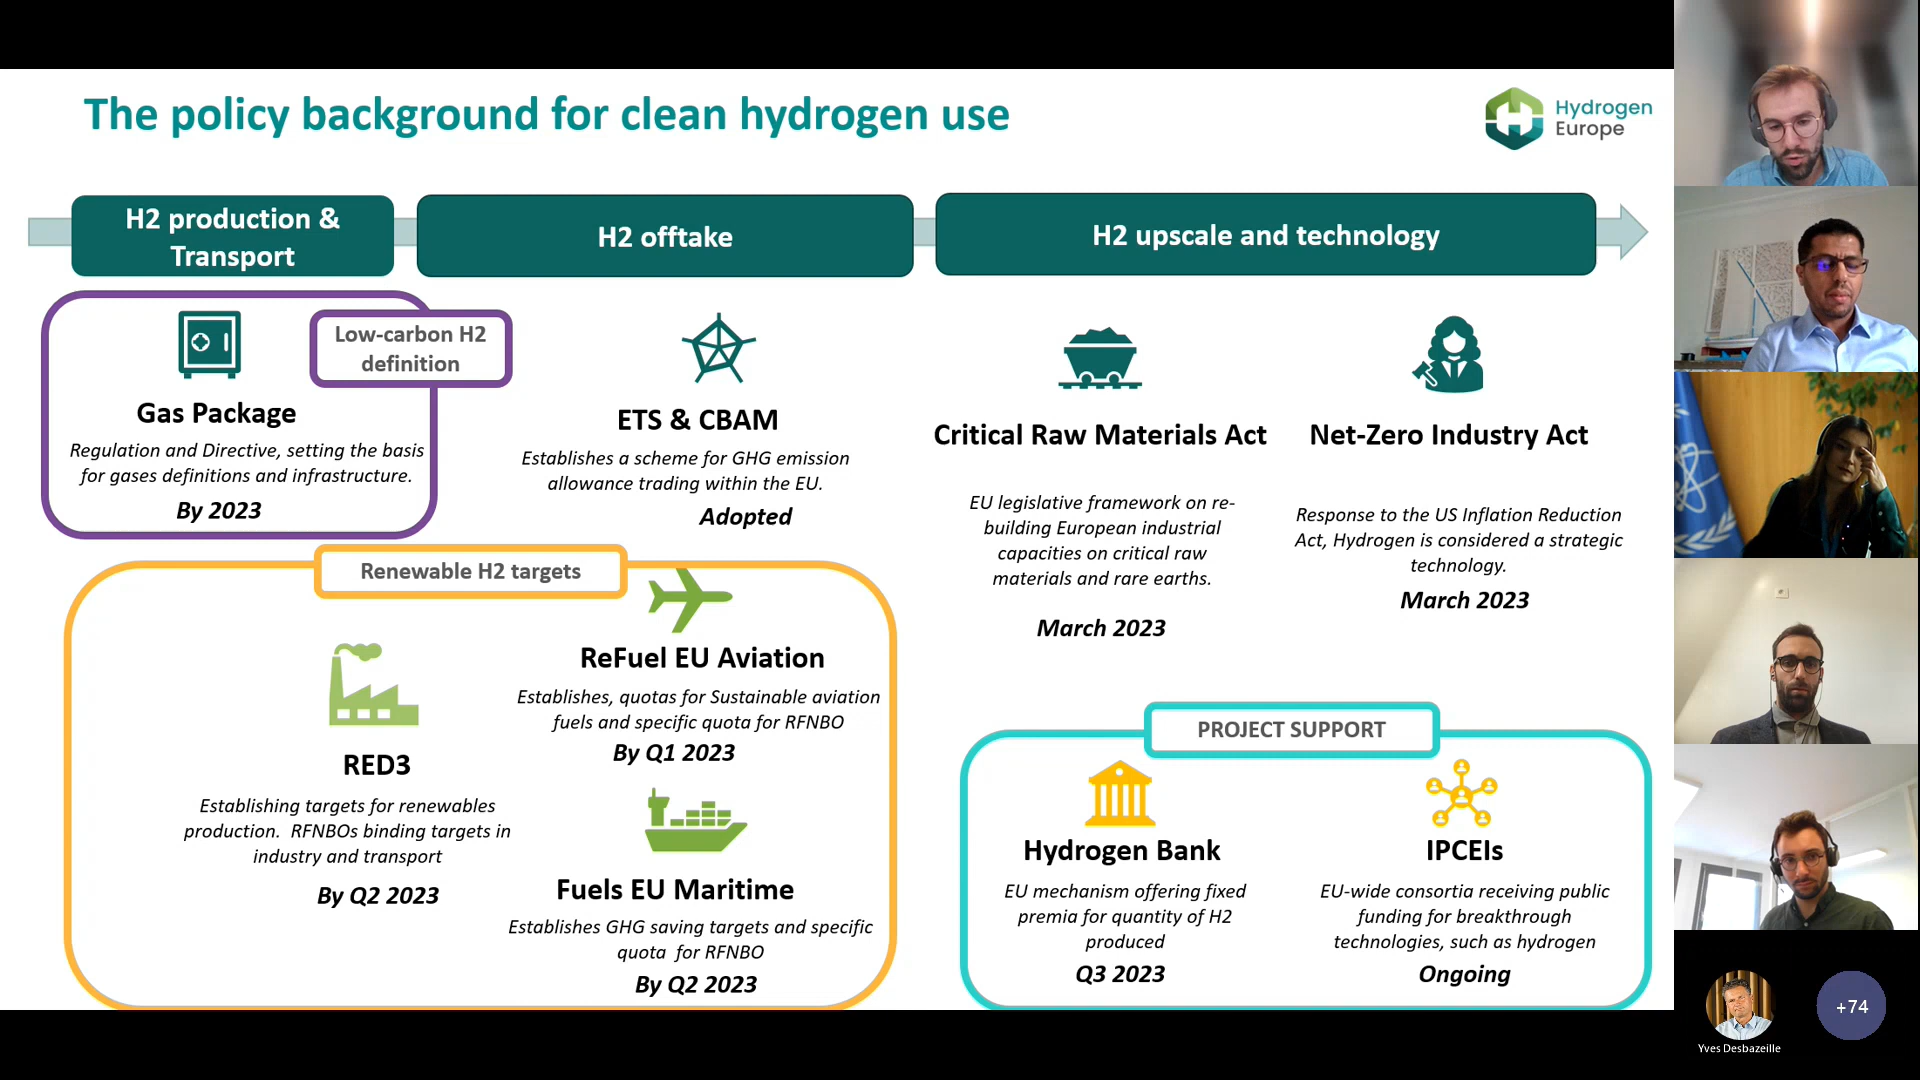 The policy background for clean hydrogen use
Hydrogen
Europe
H2 production &
Transport
H2 offtake
H2 upscale and technology
Low-carbon H2
definition
Gas Package
Regulation and Directive, setting the basis
for gases definitions and infrastructure.
By 2023
ETS & CBAM
Establishes a scheme for GHG emission
allowance trading within the EU.
Adopted
Critical Raw Materials Act
EU legislative framework on re-
building European industrial
capacities on critical raw
materials and rare earths.
March 2023
Net-Zero Industry Act
Response to the US Inflation Reduction
Act, Hydrogen is considered a strategic
technology.
March 2023
Renewable H2 targets
RED3
Establishing targets for renewables
production.  RFNBOs binding targets in
industry and transport
By Q2 2023
ReFuel EU Aviation
Establishes, quotas for Sustainable aviation
fuels and specific quota for RFNBO
By Q1 2023
Fuels EU Maritime
Establishes GHG saving targets and specific
quota  for RFNBO
By Q2 2023
PROJECT SUPPORT
Hydrogen Bank
EU mechanism offering fixed
premia for quantity of H2
produced
Q3 2023
IPCEIs
EU-wide consortia receiving public
funding for breakthrough
technologies, such as hydrogen
Ongoing
Yves Desbazeille
+74